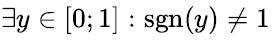 ∃y ∈ [0; 1] : sgn(y) ≠ 1